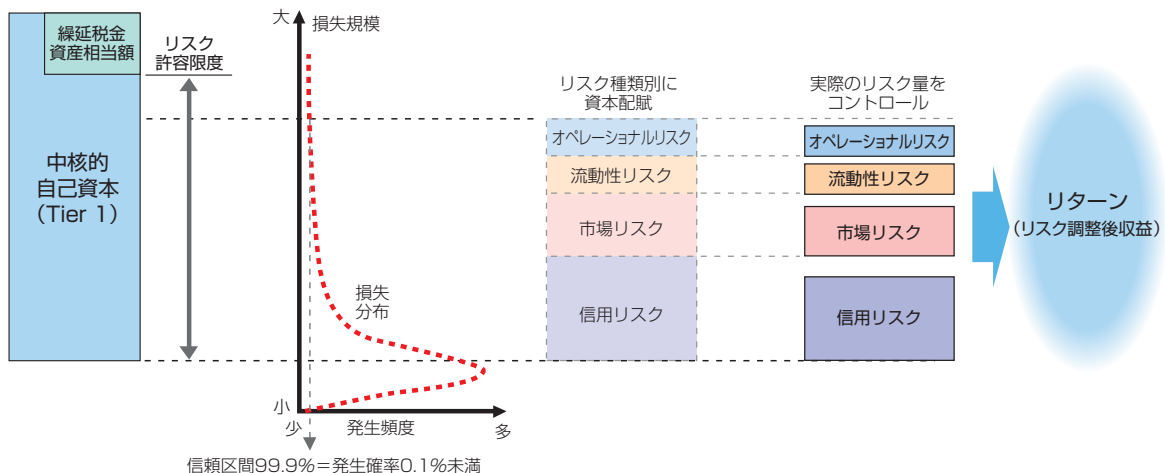 繰延税金
資産相当額
中核的
自己資本
(Tier 1)
リスク
許容限度
大
損失規模
損失
分布
小
少
発生頻度
多
信頼区間99.9%=発生確率0.1%未満
リスク種類別に
資本配賦
オペレーショナルリスク
流動性リスク
市場リスク
信用リスク
実際のリスク量を
コントロール
オペレーショナルリスク
流動性リスク
市場リスク
信用リスク
リターン
(リスク調整後収益)